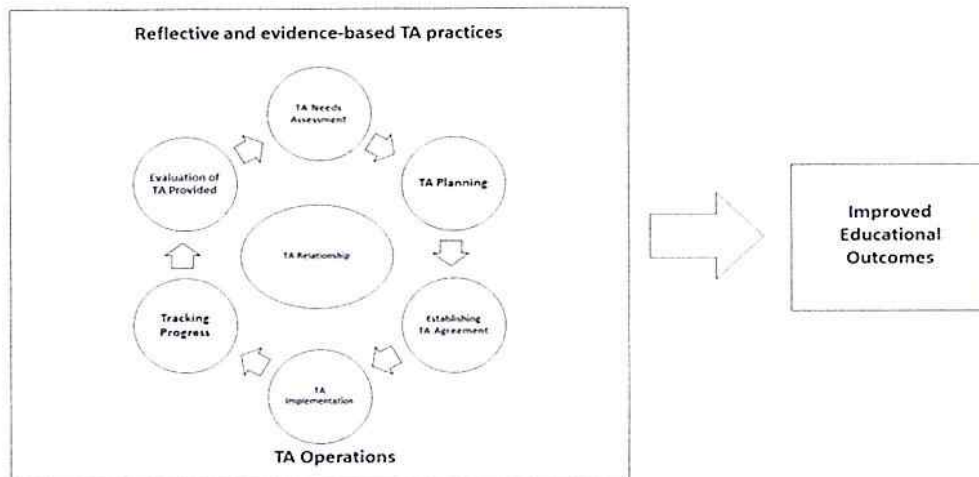 Reflective and evidence-based TA practices
TA Needs
Assessment
TA Planning
Establishing
TA Agreement
TA
Implementation
Tracking
Progress
Evaluation of
TA Provided
TA Relationship
TA Operations
Improved
Educational
Outcomes